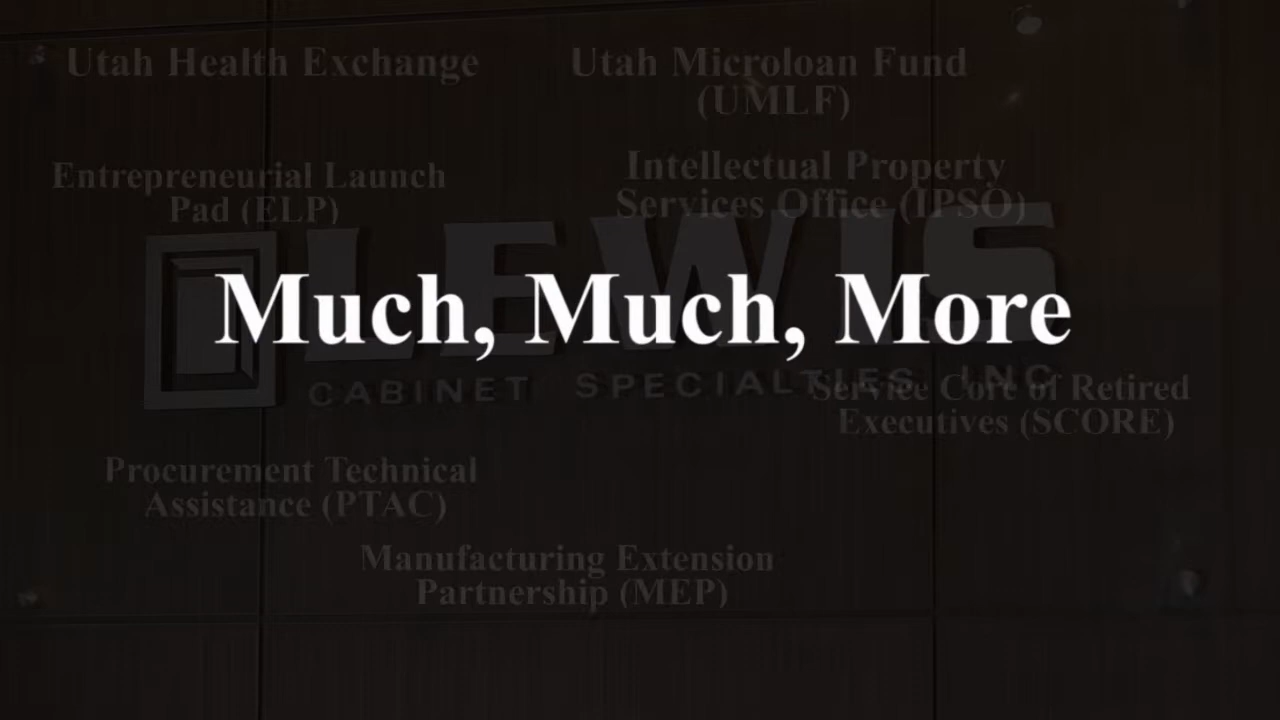 Utah Health Exchange
Utah Microloan Fund
(UMLF)
Entrepreneurial Launch
Pad (ELP)
Intellectual Property
Services Office (IPSO)
LEWIS
CABINET SPECIALTIES INC
Much, Much, More
Service Core of Retired
Executives (SCORE)
Procurement Technical
Assistance (PTAC)
Manufacturing Extension
Partnership (MEP)